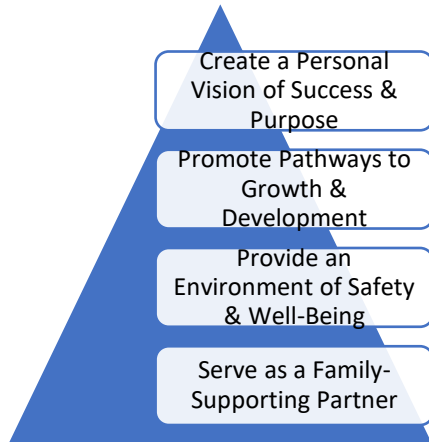 Create a Personal
Vision of Success &
Purpose
Promote Pathways to
Growth &
Development
Provide an
Environment of Safety
& Well-Being
Serve as a Family-
Supporting Partner